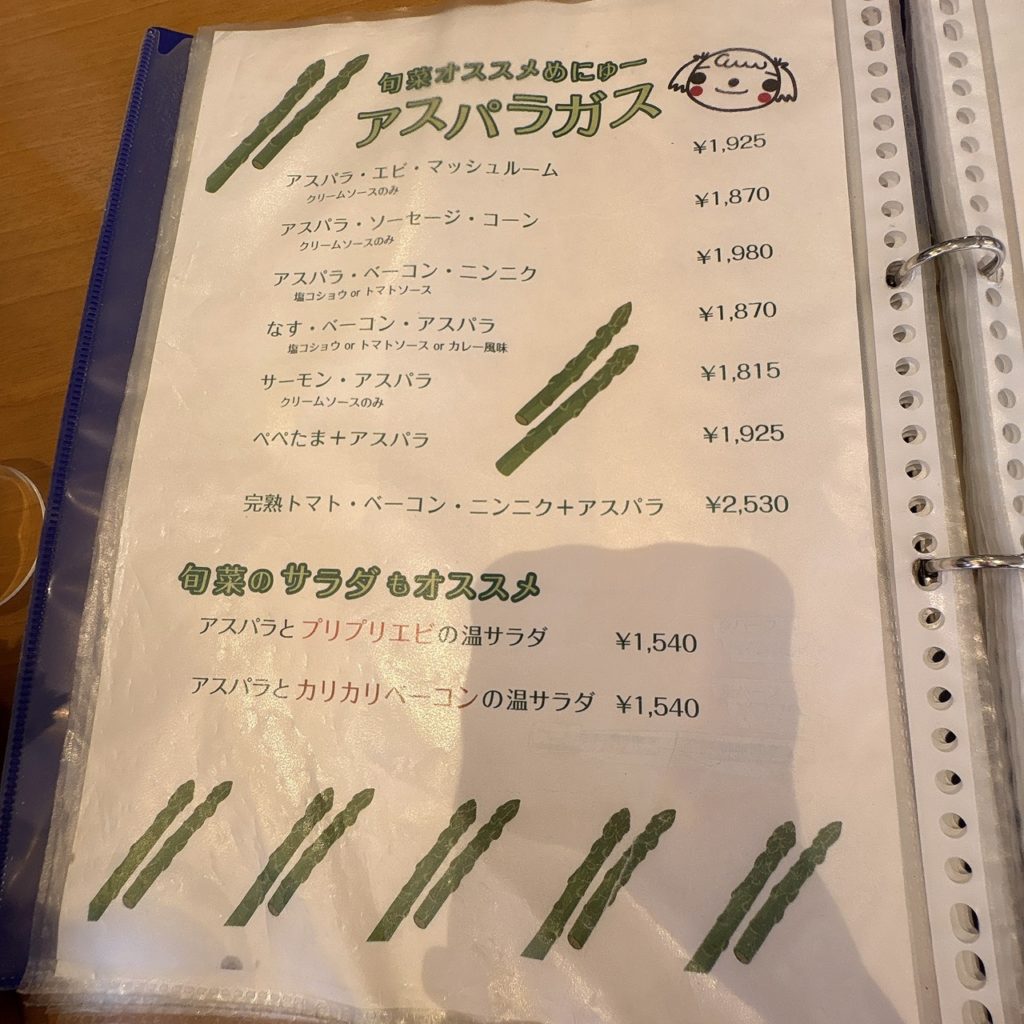 旬菜オススメめにゅー
アスパラガス
アスパラ・エビ・マッシュルーム ¥1,925
クリームソースのみ
アスパラ・ソーセージ・コーン ¥1,870
クリームソースのみ
アスパラ・ベーコン・ニンニク ¥1,980
塩コショウ or トマトソース
なす・ベーコン・アスパラ ¥1,870
塩コショウ or トマトソース or カレー風味
サーモン・アスパラ ¥1,815
クリームソースのみ
ぺぺたま＋アスパラ ¥1,925
完熟トマト・ベーコン・ニンニク＋アスパラ ¥2,530
旬菜のサラダもオススメ
アスパラとプリプリエビの温サラダ ¥1,540
アスパラとカリカリベーコンの温サラダ ¥1,540